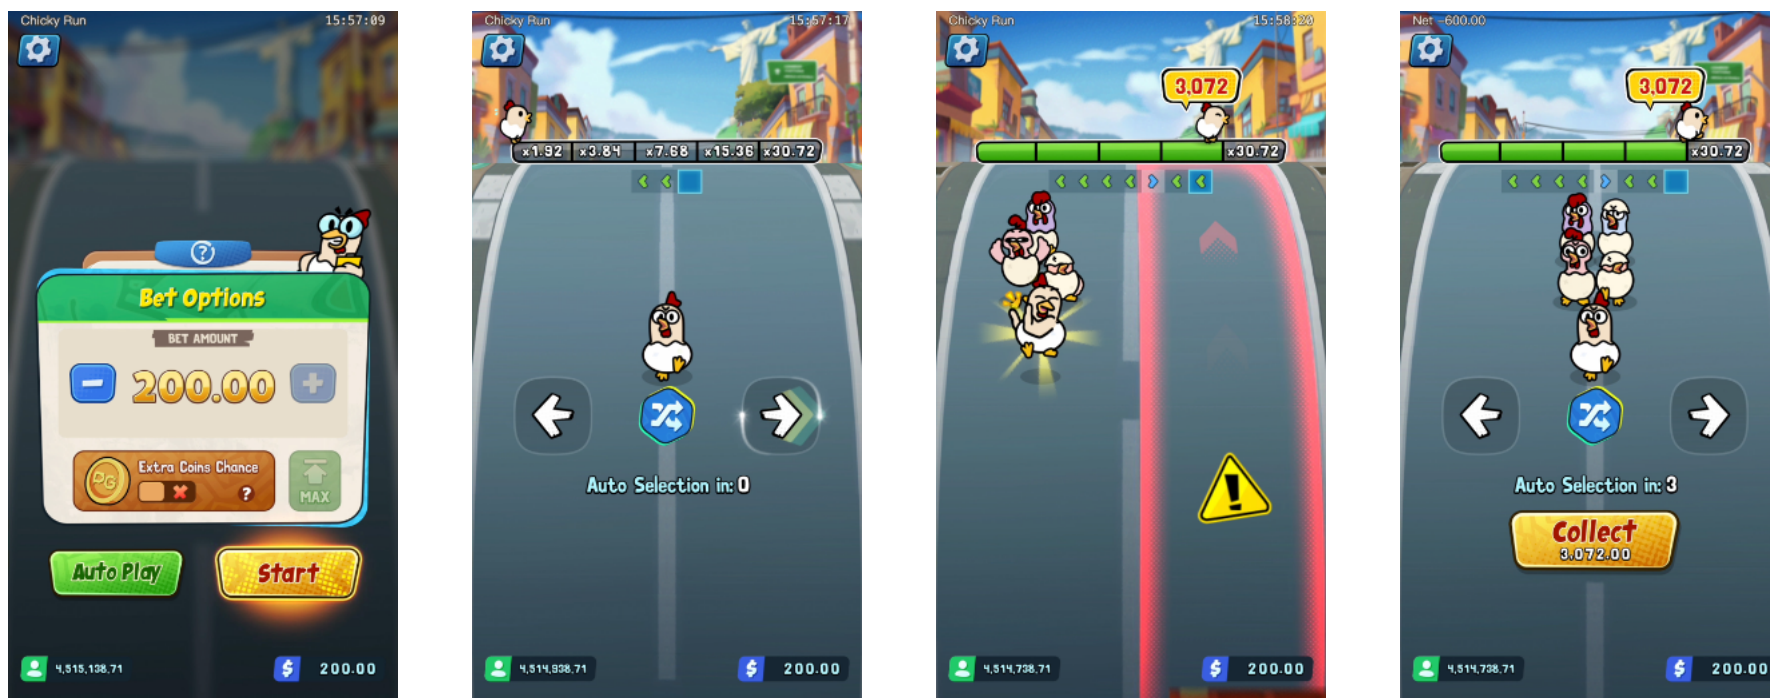 Chicky Run 15:57:09
?
Bet Options
BET AMOUNT
200.00
DG
Extra Coins Chance
?
MAX
Auto Play
Start
4,515,138.71
$ 200.00
Chicky Run 15:57:17
x1.92 x3.84 x7.68 x15.36 x30.72
Auto Selection in: 0
4,514,938.71
$ 200.00
Chicky Run 15:58:20
3,072
x30.72
!
4,514,738.71
$ 200.00
Net -600.00
3,072
x30.72
Auto Selection in: 3
Collect
3,072.00
4,514,738.71
$ 200.00